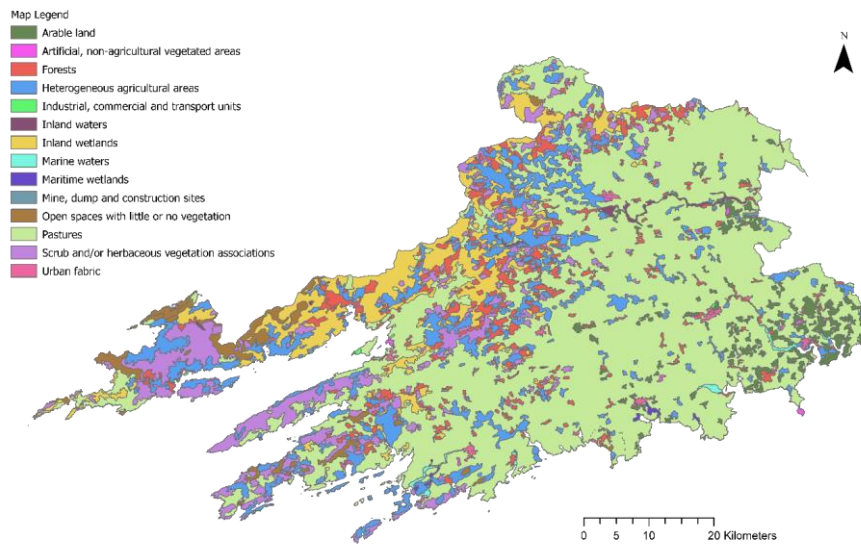 Map Legend
Arable land
Artificial, non-agricultural vegetated areas
Forests
Heterogeneous agricultural areas
Industrial, commercial and transport units
Inland waters
Inland wetlands
Marine waters
Maritime wetlands
Mine, dump and construction sites
Open spaces with little or no vegetation
Pastures
Scrub and/or herbaceous vegetation associations
Urban fabric
N
0 5 10 20 Kilometers